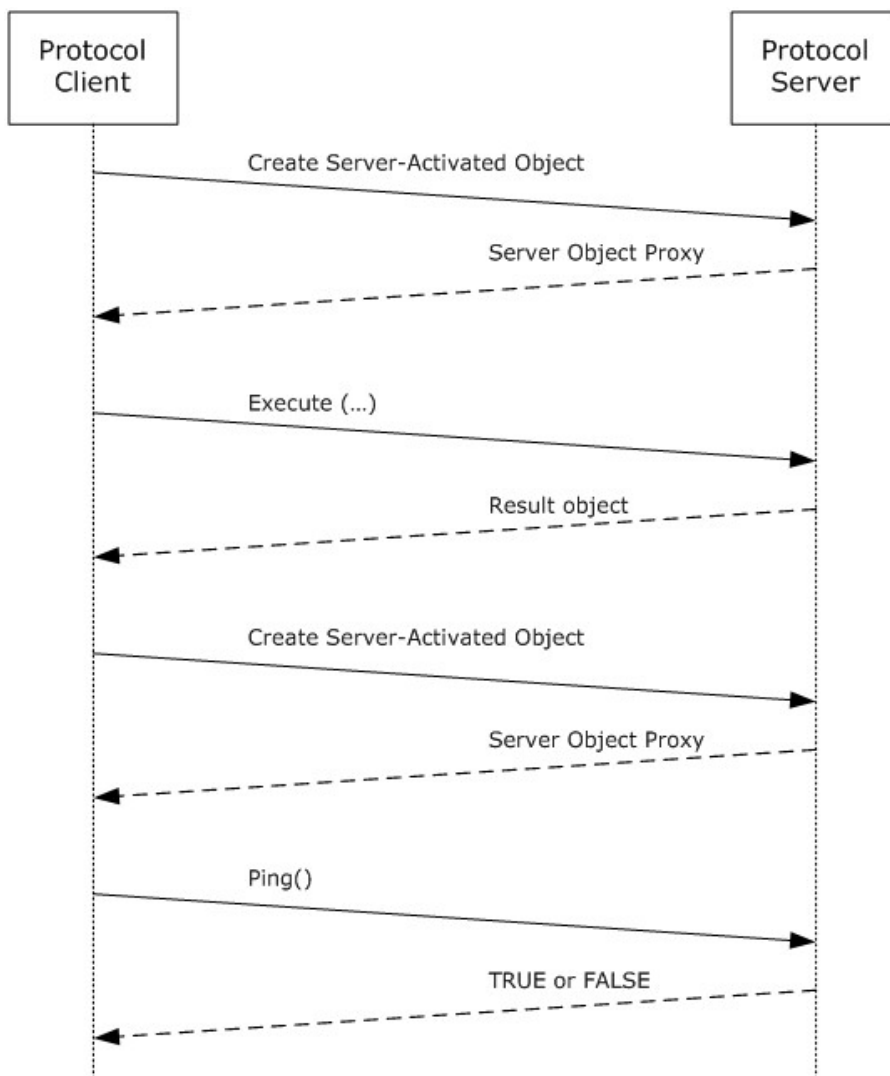 Protocol
Client
Protocol
Server
Create Server-Activated Object
Server Object Proxy
Execute (…)
Result object
Create Server-Activated Object
Server Object Proxy
Ping()
TRUE or FALSE